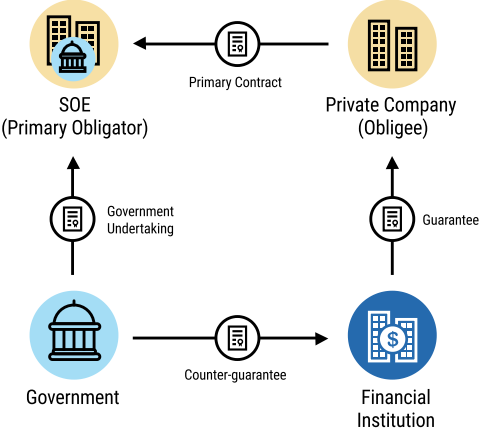 Primary Contract
SOE
(Primary Obligator)
Private Company
(Obligee)
Government
Undertaking
Guarantee
$
Counter-guarantee
Government
Financial
Institution